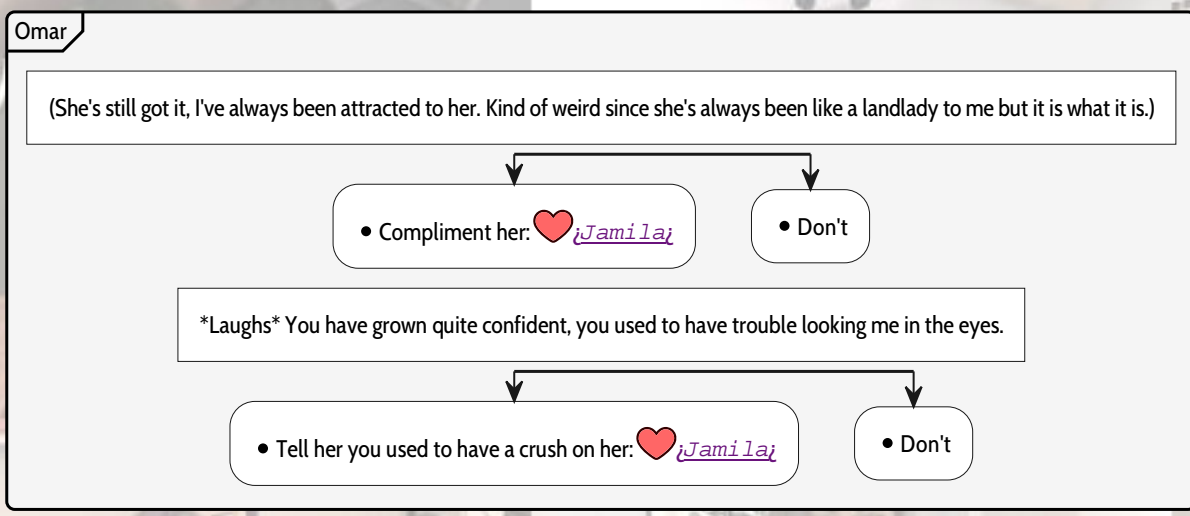 Omar
(She's still got it, I've always been attracted to her. Kind of weird since she's always been like a landlady to me but it is what it is.)
• Compliment her: ❤¡Jamila¡
• Don't
*Laughs* You have grown quite confident, you used to have trouble looking me in the eyes.
• Tell her you used to have a crush on her: ❤¡Jamila¡
• Don't